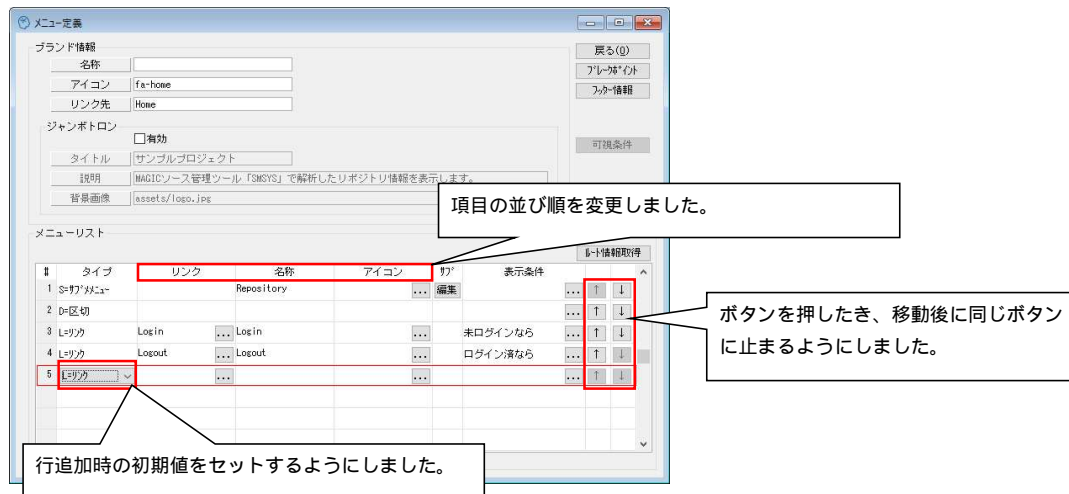 メニュー定義
ブランド情報
名称
アイコン fa-home
リンク先 Home
戻る(Q)
ブレークポイント
フッター情報
ジャンボトロン
有効
可視条件
タイトル サンプルプロジェクト
説明 MAGICソース管理ツール「SMSYS」で解析したリポジトリ情報を表示します。
背景画像 assets/logo.jpg
項目の並び順を変更しました。
メニューリスト
ルート情報取得
# タイプ リンク 名称 アイコン サブ 表示条件
1 S=サブメニュー Repository ... 編集 ... ↑ ↓
2 D=区切 ... ↑ ↓
3 L=リンク Login ... Login ... 未ログインなら ... ↑ ↓
4 L=リンク Logout ... Logout ... ログイン済なら ... ↑ ↓
5 L=リンク ... ... ... ↑ ↓
ボタンを押したき、移動後に同じボタン
に止まるようにしました。
行追加時の初期値をセットするようにしました。